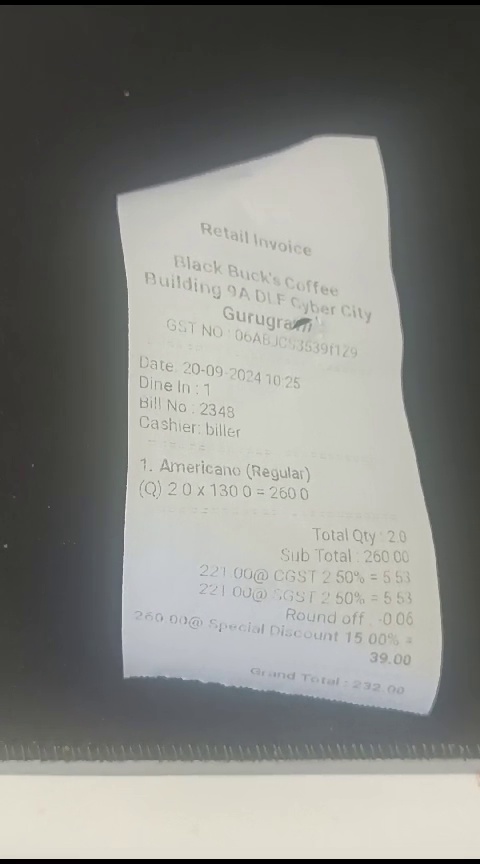 Retail Invoice
Black Buck's Coffee
Building 9A DLF Cyber City
Gurugram
GST NO :
Date: 20-09-2024 10:25
Dine In : 1
Bill No : 2348
Cashier: biller
1. Americano (Regular)
(Q) 2.0 x 130.0 = 260.0
Total Qty : 2.0
Sub Total : 260.00
221.00@ CGST 2.50% = 5.53
221.00@ SGST 2.50% = 5.53
Round off : -0.06
260.00@ Special Discount 15.00% =
39.00
Grand Total : 232.00